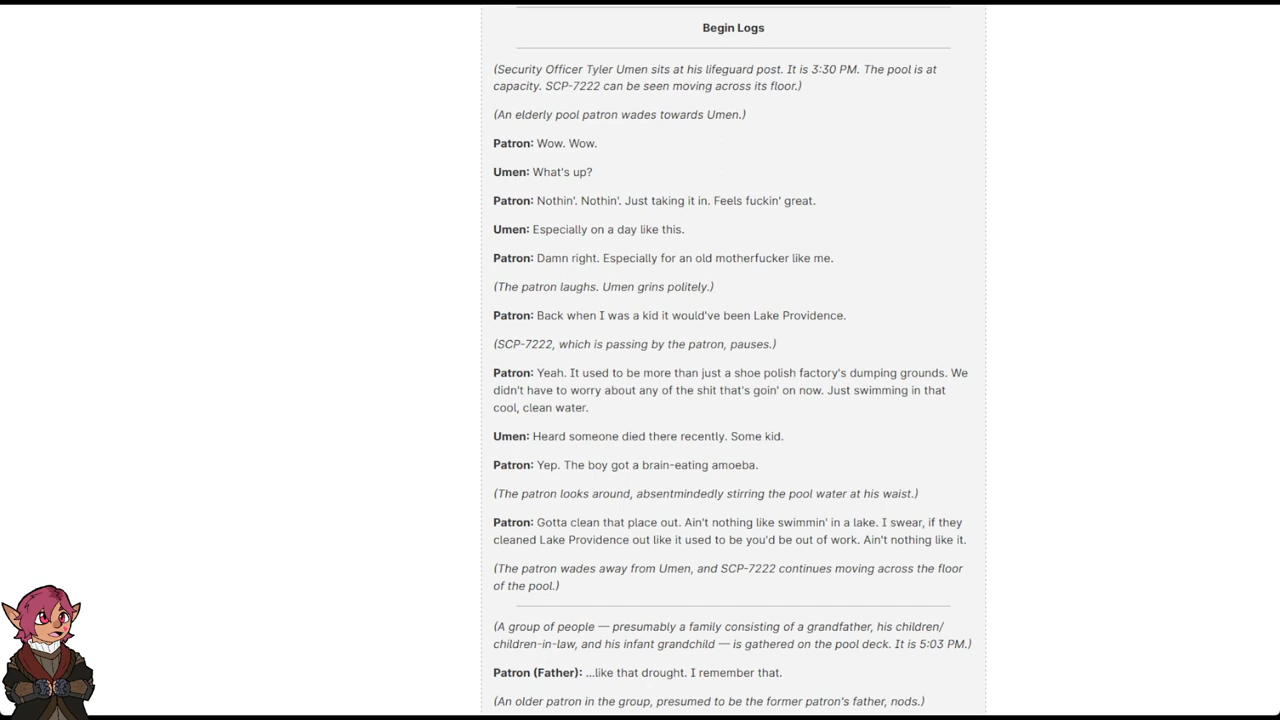 Begin Logs
(Security Officer Tyler Umen sits at his lifeguard post. It is 3:30 PM. The pool is at
capacity. SCP-7222 can be seen moving across its floor.)
(An elderly pool patron wades towards Umen.)
Patron: Wow. Wow.
Umen: What's up?
Patron: Nothin'. Nothin'. Just taking it in. Feels fuckin' great.
Umen: Especially on a day like this.
Patron: Damn right. Especially for an old motherfucker like me.
(The patron laughs. Umen grins politely.)
Patron: Back when I was a kid it would've been Lake Providence.
(SCP-7222, which is passing by the patron, pauses.)
Patron: Yeah. It used to be more than just a shoe polish factory's dumping grounds. We
didn't have to worry about any of the shit that's goin' on now. Just swimming in that
cool, clean water.
Umen: Heard someone died there recently. Some kid.
Patron: Yep. The boy got a brain-eating amoeba.
(The patron looks around, absentmindedly stirring the pool water at his waist.)
Patron: Gotta clean that place out. Ain't nothing like swimmin' in a lake. I swear, if they
cleaned Lake Providence out like it used to be you'd be out of work. Ain't nothing like it.
(The patron wades away from Umen, and SCP-7222 continues moving across the floor
of the pool.)
(A group of people — presumably a family consisting of a grandfather, his children/
children-in-law, and his infant grandchild — is gathered on the pool deck. It is 5:03 PM.)
Patron (Father): ...like that drought. I remember that.
(An older patron in the group, presumed to be the former patron's father, nods.)